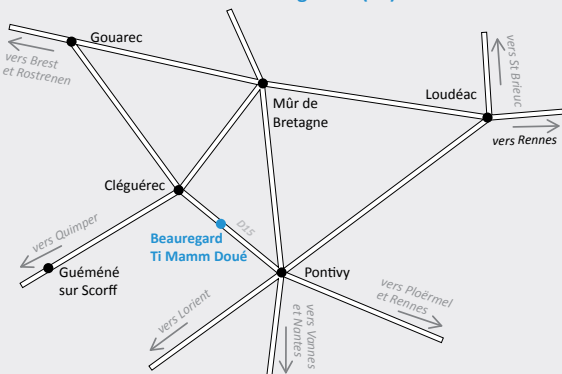 Gouarec
vers Brest
et Rostrenen
vers St Brieuc
Loudéac
Mûr de
Bretagne
vers Rennes
Cléguérec
D15
vers Quimper
Beauregard
Ti Mamm Doué
Guéméné
sur Scorff
Pontivy
vers Ploërmel
et Rennes
vers Lorient
vers Vannes
et Nantes